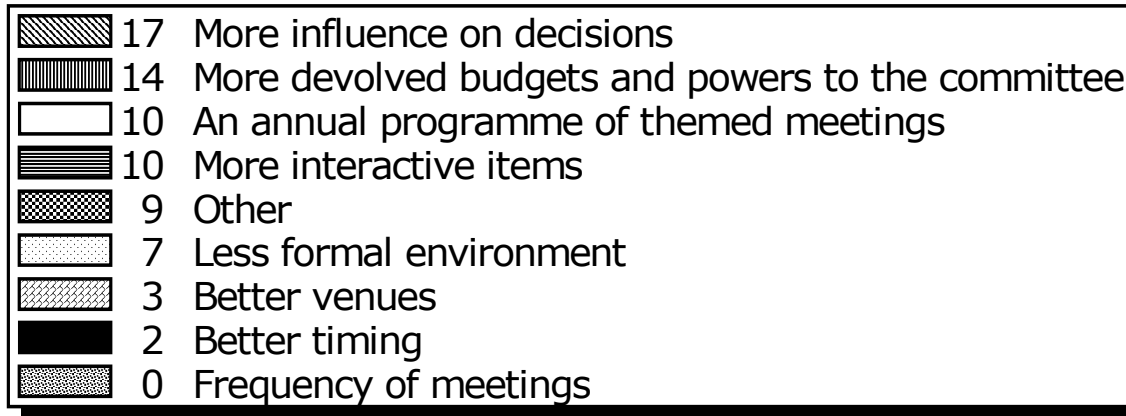 17 More influence on decisions
14 More devolved budgets and powers to the committee
10 An annual programme of themed meetings
10 More interactive items
9 Other
7 Less formal environment
3 Better venues
2 Better timing
0 Frequency of meetings